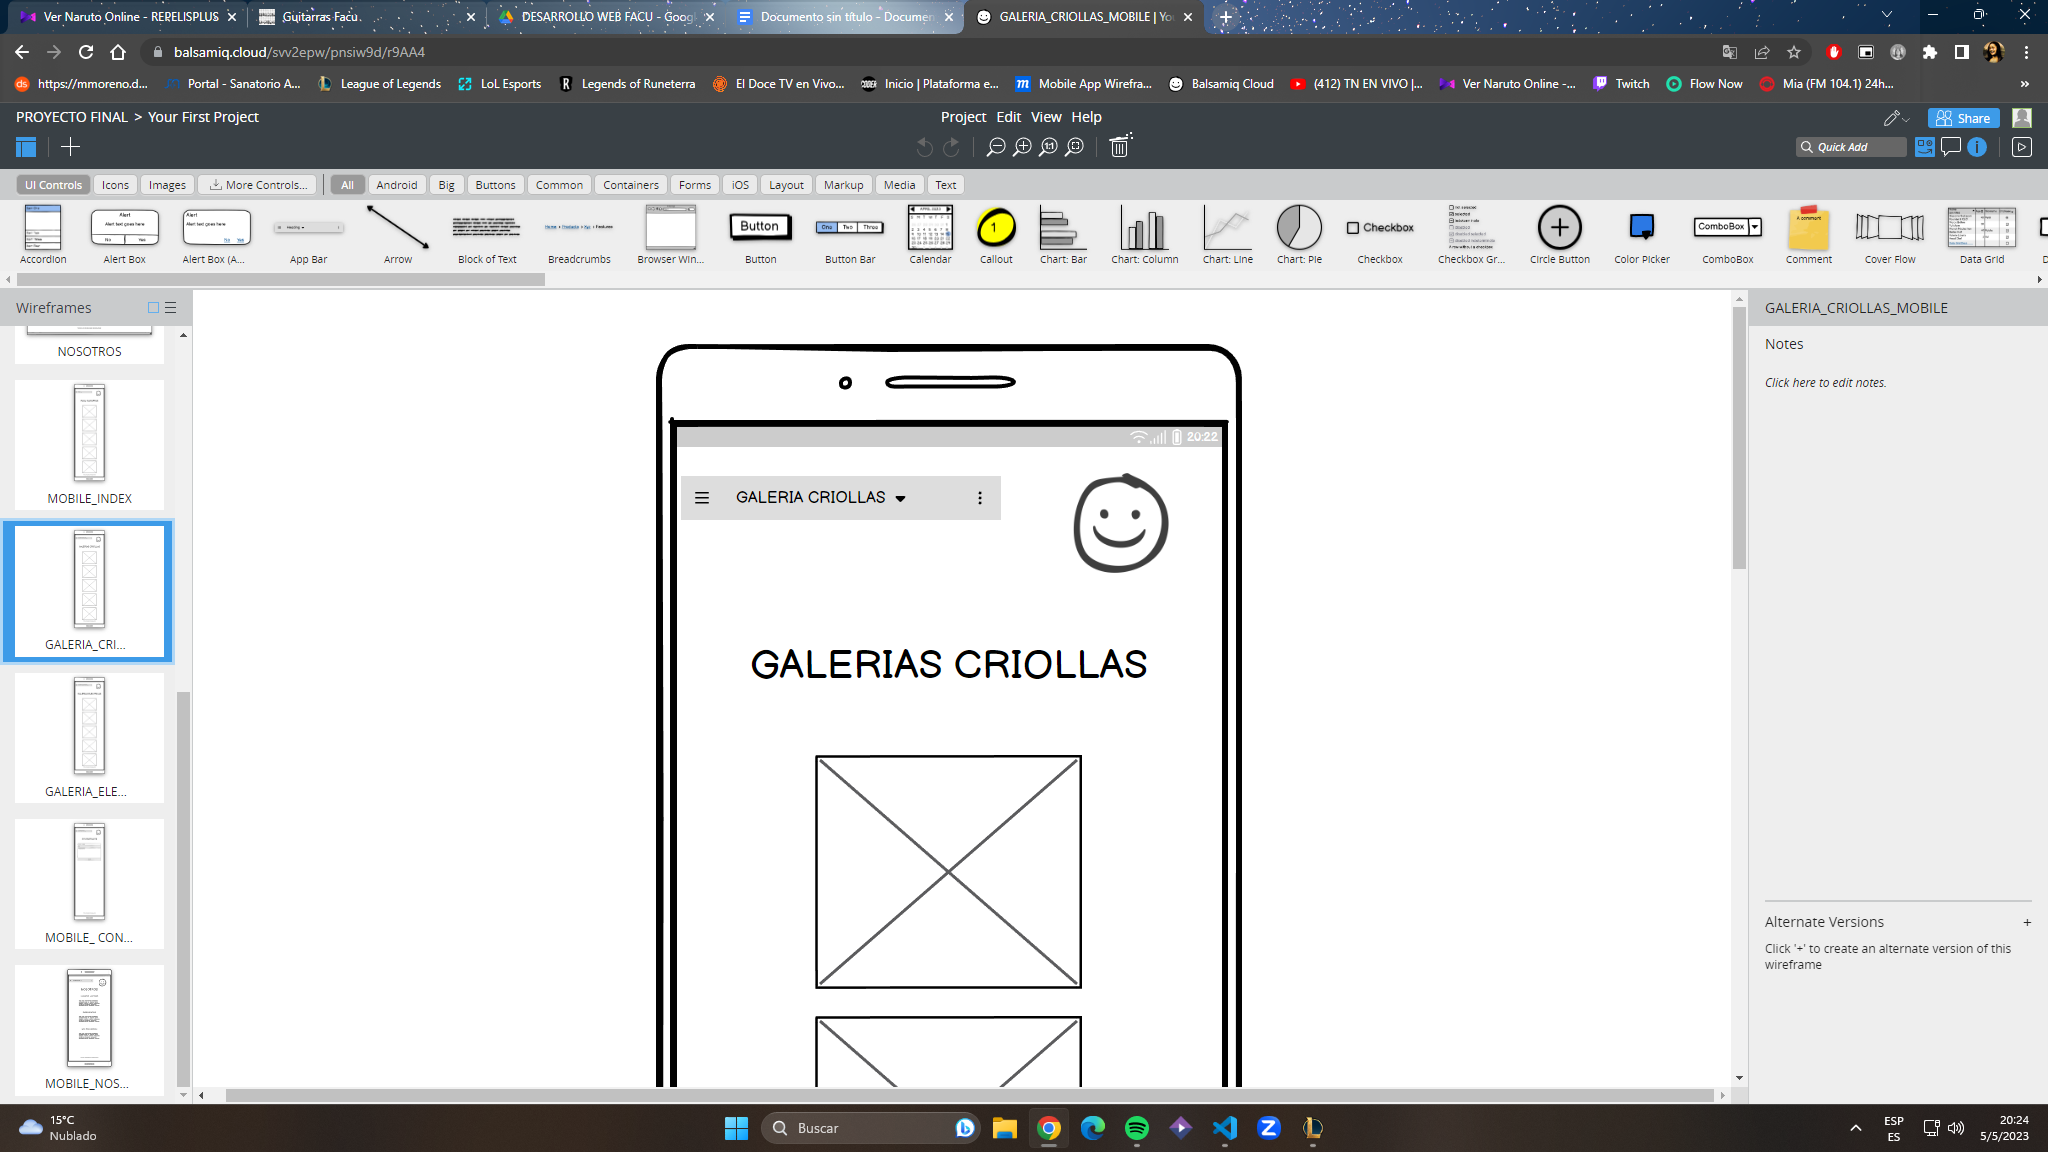 Ver Naruto Online - REPELISPLUS
Guitarras Facu
DESARROLLO WEB FACU - Goog
Documento sin título - Documen
GALERIA_CRIOLLAS_MOBILE | Yo
balsamiq.cloud/svv2epw/pnsiw9d/r9AA4
https://mmoreno.d...
Portal - Sanatorio A...
League of Legends
LoL Esports
Legends of Runeterra
El Doce TV en Vivo...
Inicio | Plataforma e...
Mobile App Wirefra...
Balsamiq Cloud
(412) TN EN VIVO |...
Ver Naruto Online -...
Twitch
Flow Now
Mia (FM 104.1) 24h...
PROYECTO FINAL > Your First Project
Project Edit View Help
Share
Quick Add
UI Controls Icons Images More Controls... All Android Big Buttons Common Containers Forms iOS Layout Markup Media Text
Button
One Two Three
1
Checkbox
ComboBox
A comment
Accordion
Alert Box
Alert Box (A...
App Bar
Arrow
Block of Text
Breadcrumbs
Browser Win...
Button
Button Bar
Calendar
Callout
Chart: Bar
Chart: Column
Chart: Line
Chart: Pie
Checkbox
Checkbox Gr...
Circle Button
Color Picker
ComboBox
Comment
Cover Flow
Data Grid
Wireframes
NOSOTROS
MOBILE_INDEX
GALERIA_CRI...
GALERIA_ELE...
MOBILE_ CON...
MOBILE_NOS...
20:22
GALERIA CRIOLLAS
GALERIAS CRIOLLAS
GALERIA_CRIOLLAS_MOBILE
Notes
Click here to edit notes.
Alternate Versions +
Click '+' to create an alternate version of this
wireframe
15°C
Nublado
Buscar
ESP
ES
20:24
5/5/2023